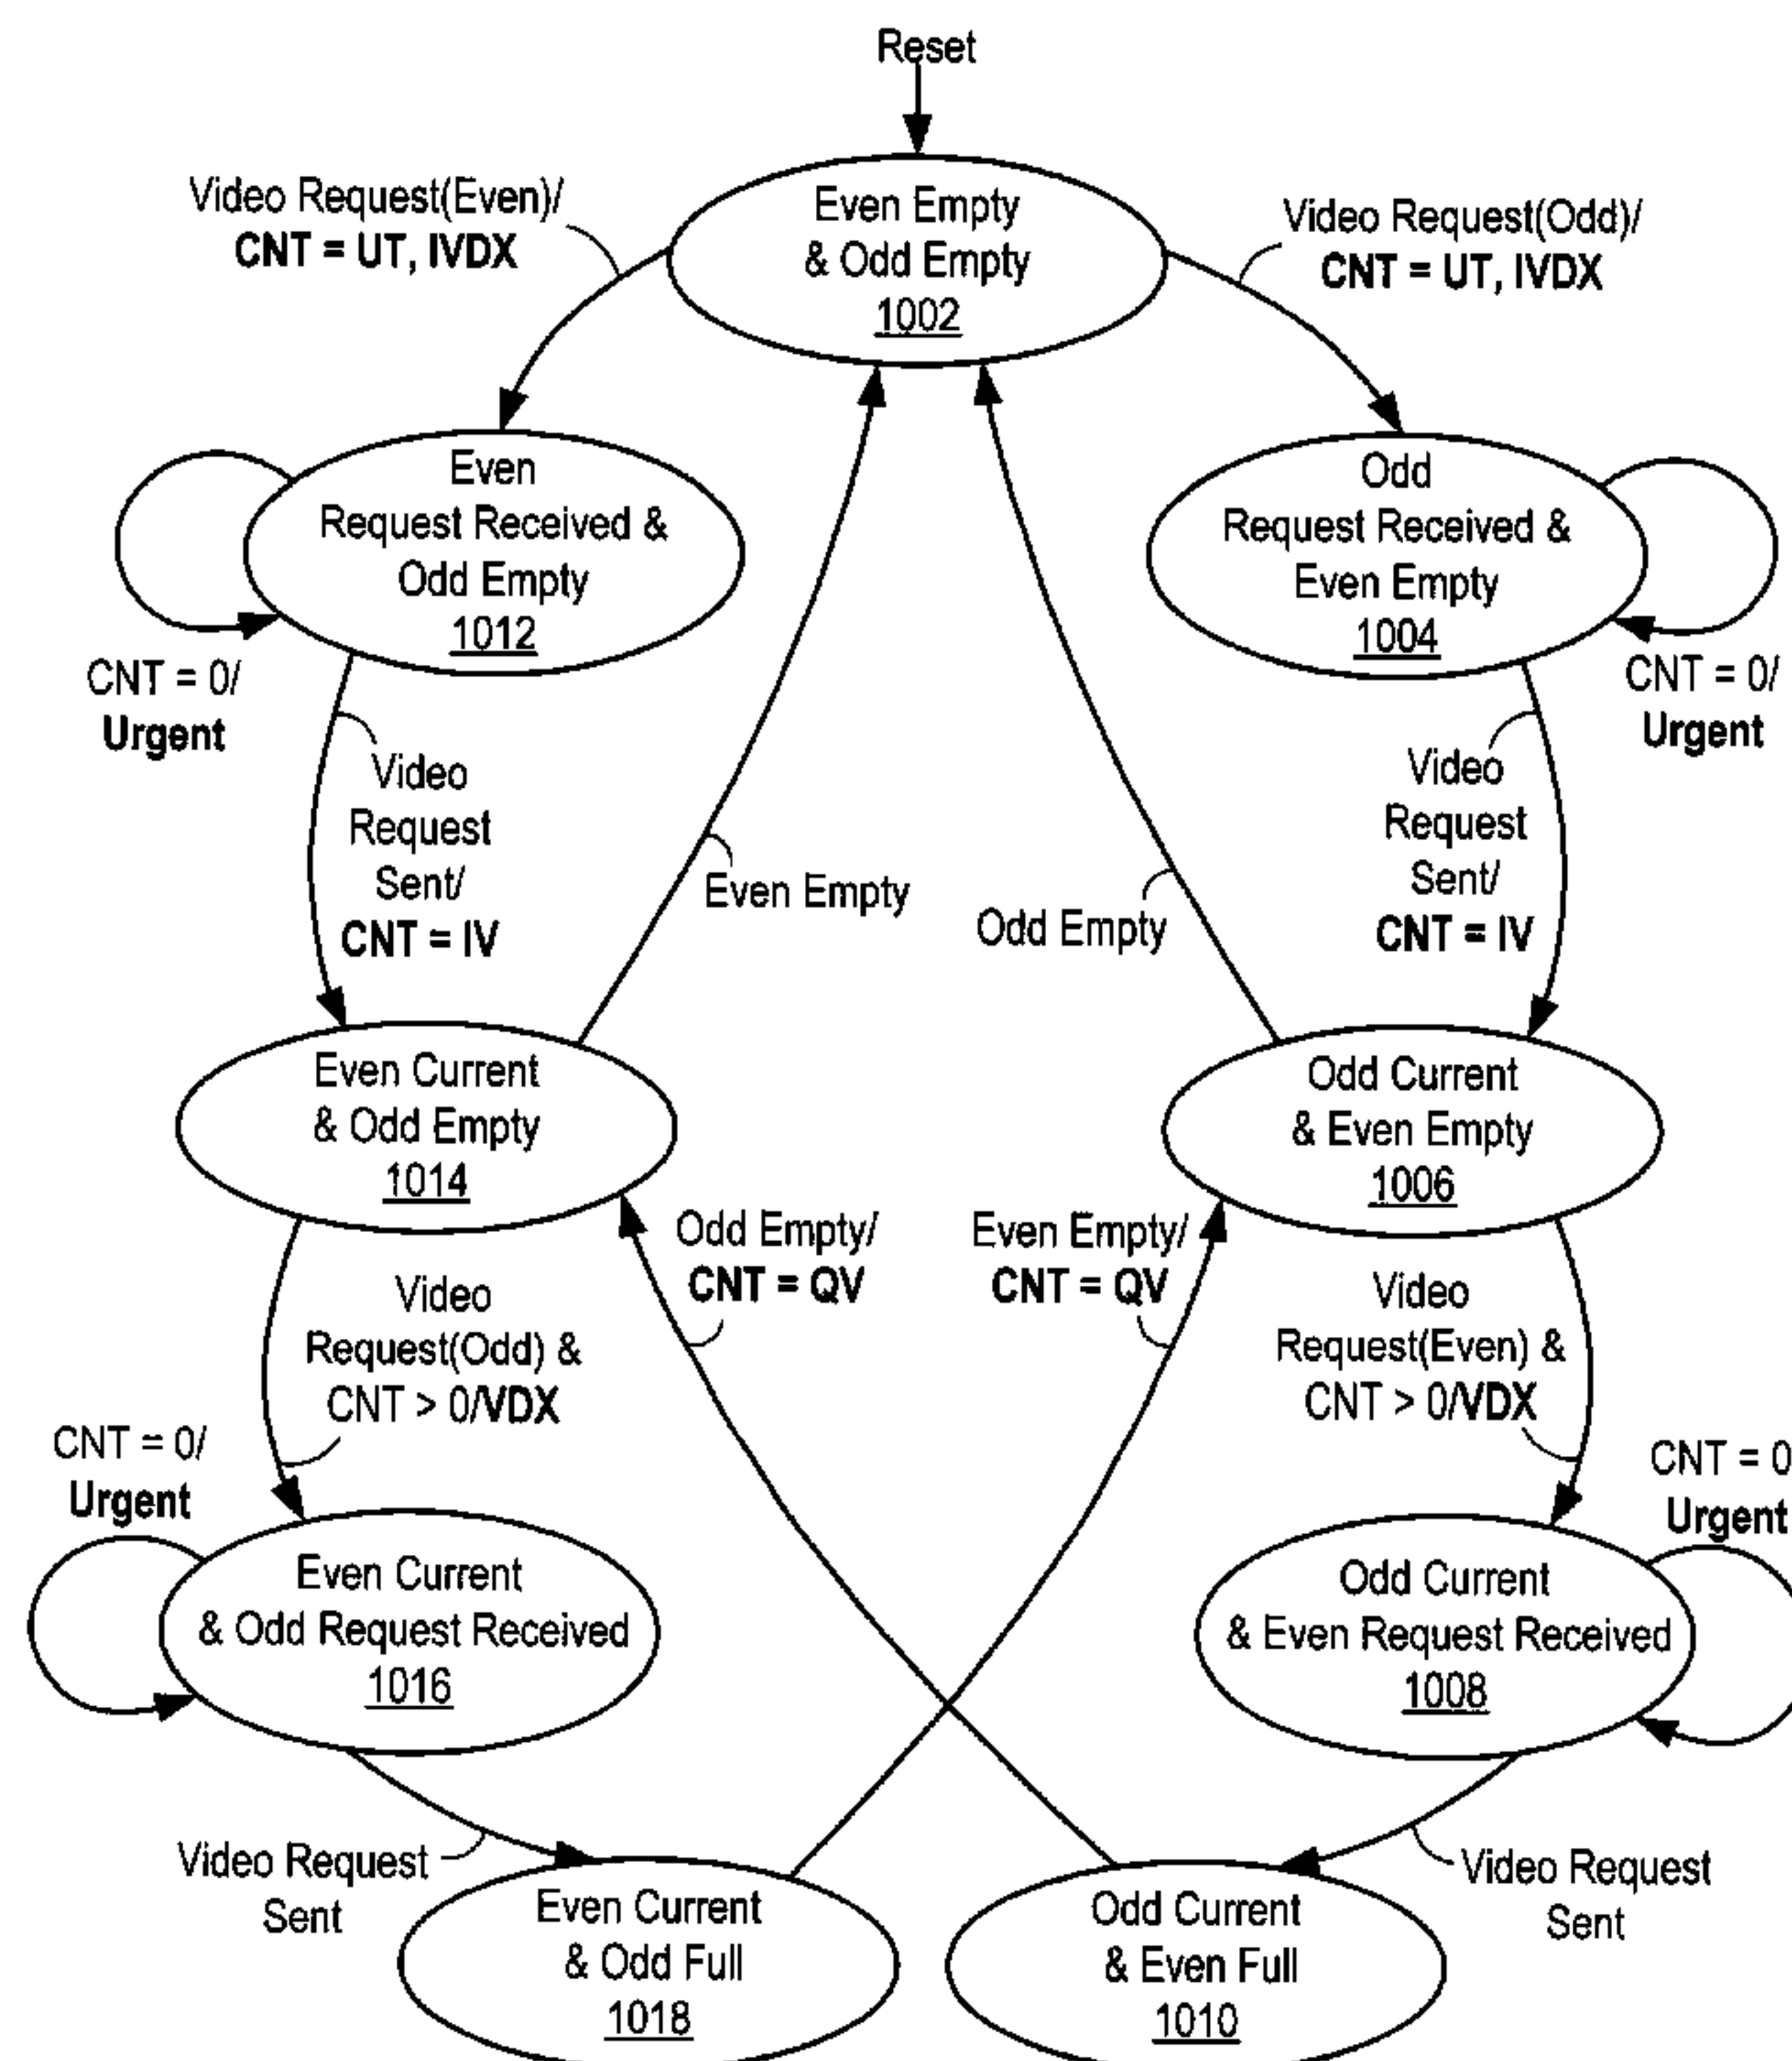 Reset
Video Request(Even)/
CNT = UT, IVDX
Even Empty
& Odd Empty
1002
Video Request(Odd)/
CNT = UT, IVDX
Even
Request Received &
Odd Empty
1012
Odd
Request Received &
Even Empty
1004
CNT = 0/
Urgent
CNT = 0/
Urgent
Video
Request
Sent/
CNT = IV
Even Empty
Odd Empty
Video
Request
Sent/
CNT = IV
Even Current
& Odd Empty
1014
Odd Current
& Even Empty
1006
Odd Empty/
CNT = QV
Even Empty/
CNT = QV
Video
Request(Odd) &
CNT > 0/VDX
Video
Request(Even) &
CNT > 0/VDX
CNT = 0/
Urgent
CNT = 0
Urgent
Even Current
& Odd Request Received
1016
Odd Current
& Even Request Received
1008
Video Request
Sent
Video Request
Sent
Even Current
& Odd Full
1018
Odd Current
& Even Full
1010